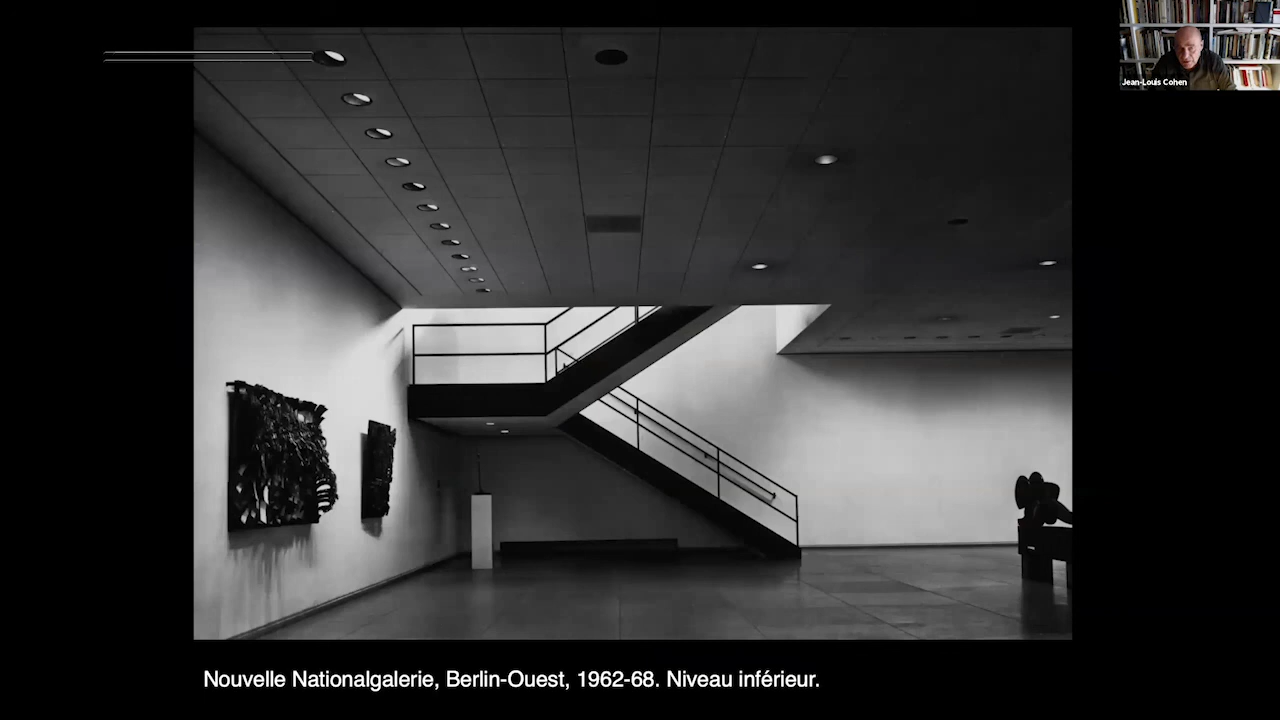 Jean-Louis Cohen
Nouvelle Nationalgalerie, Berlin-Ouest, 1962-68. Niveau inférieur.